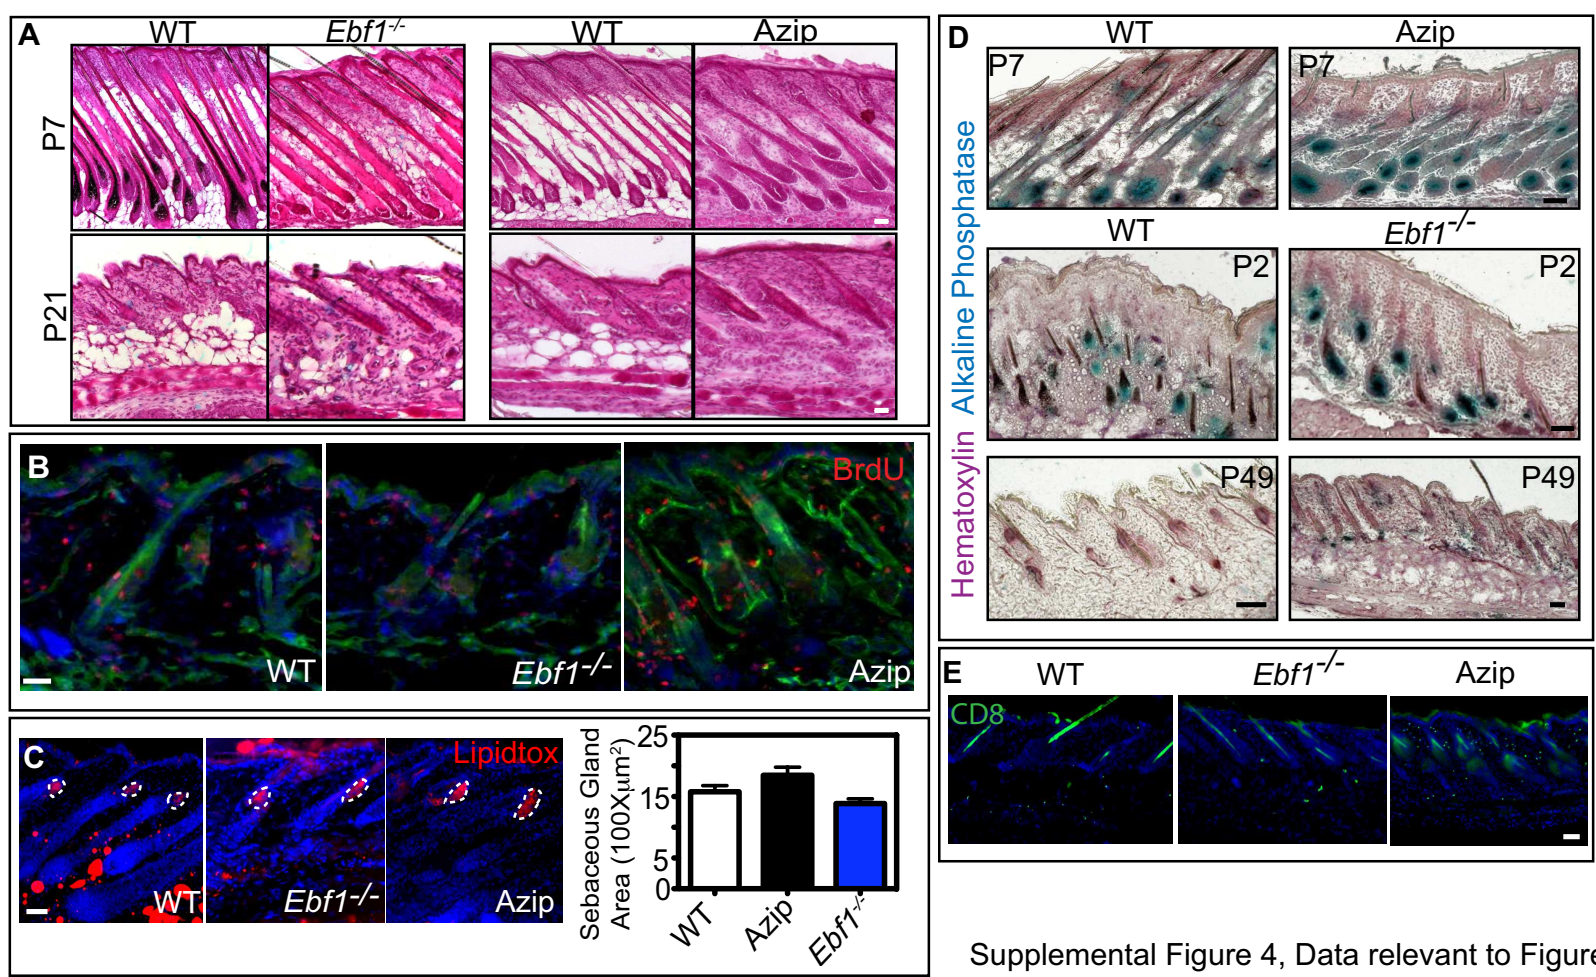 A
WT
Ebf1-/-
WT
Azip
P7
P21
B
BrdU
WT
Ebf1-/-
Azip
C
Lipidtox
WT
Ebf1-/-
Azip
Sebaceous Gland
Area (100Xμm²)
25
15
5
0
WT
Azip
Ebf1-/-
D
WT
Azip
P7
P7
Hematoxylin Alkaline Phosphatase
WT
Ebf1-/-
P2
P2
P49
P49
E
WT
Ebf1-/-
Azip
CD8
Supplemental Figure 4, Data relevant to Figure